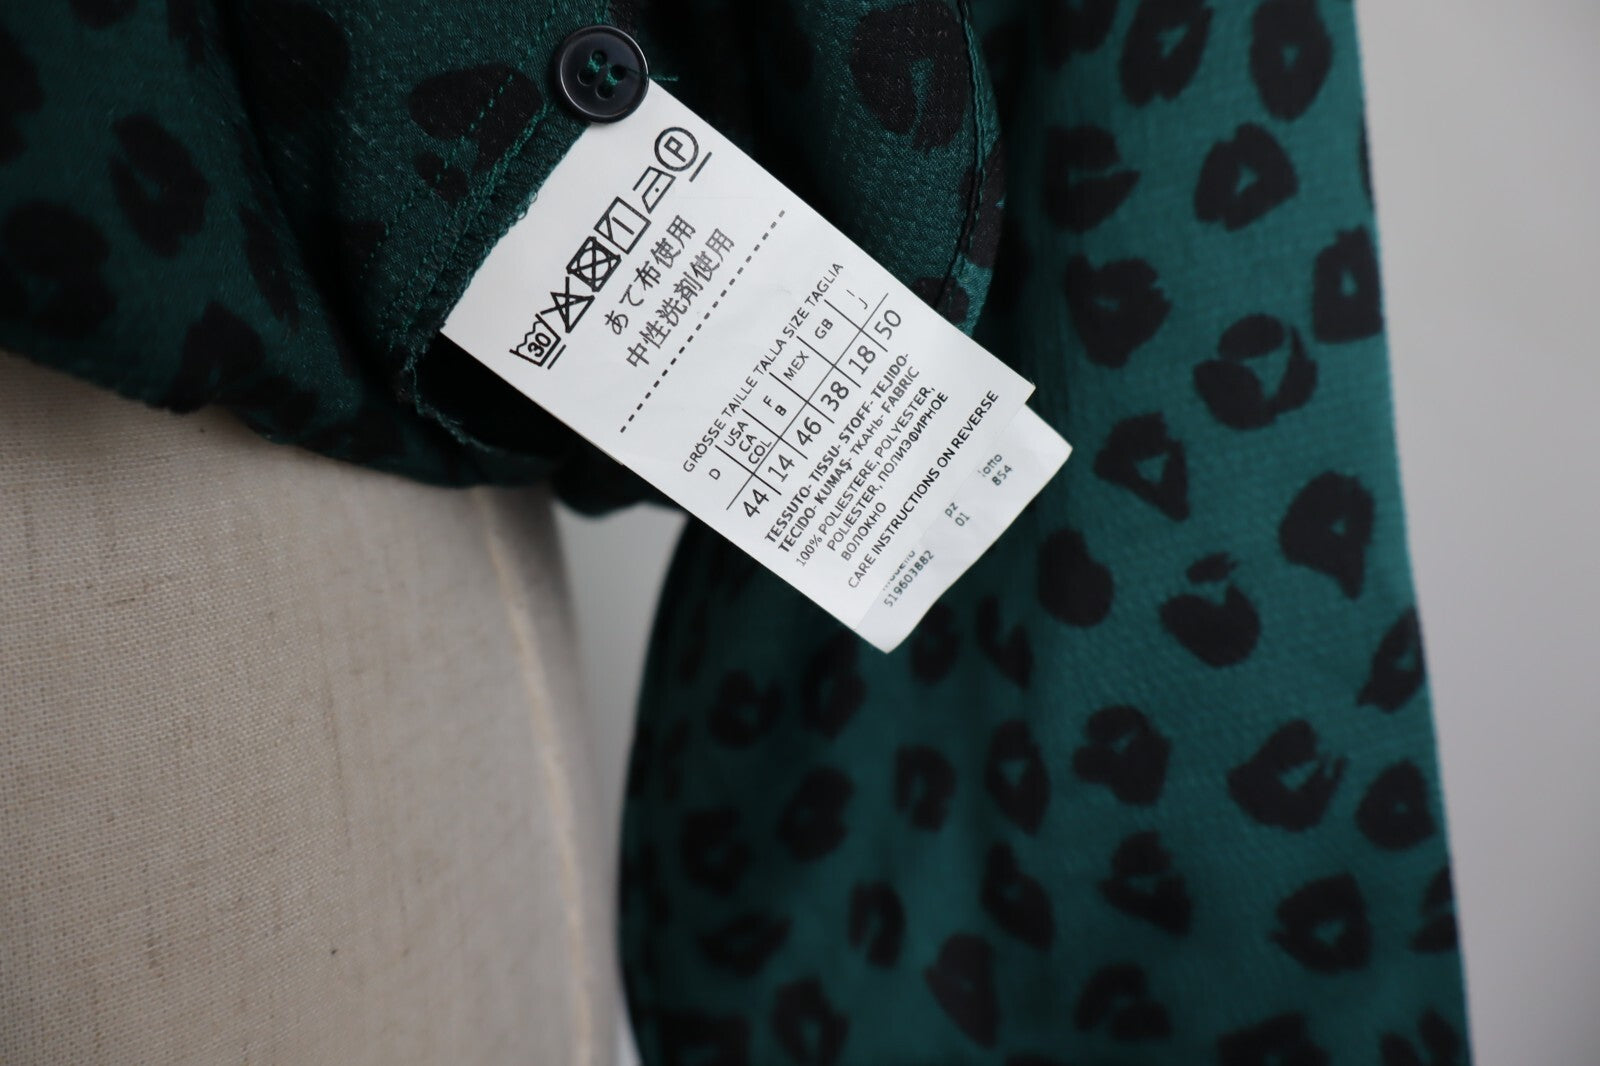 30
P
あて布使用
中性洗剤使用
GRÖSSE TAILLE TALLA SIZE TAGLIA
D USA CA COL F B MEX GB I J
44 14 46 38 18 50
TESSUTO- TISSU- STOFF- TEJIDO-
TECIDO- KUMAŞ- ТКАНЬ- FABRIC
100% POLIESTERE, POLYESTER,
POLIESTER, ПОЛИЭФИРНОЕ
ВОЛОКНО
CARE INSTRUCTIONS ON REVERSE
pz lotto
S19603882 01 854